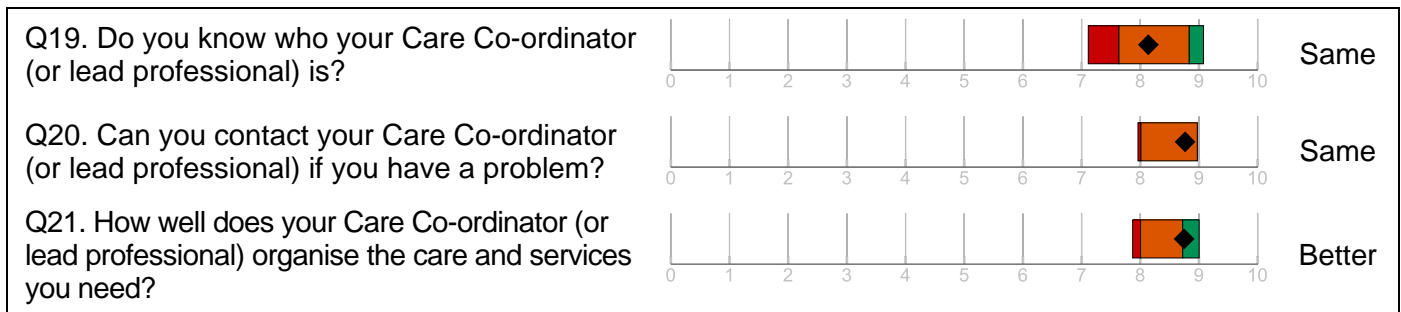 Q19. Do you know who your Care Co-ordinator
(or lead professional) is?
Same
0 1 2 3 4 5 6 7 8 9 10
Q20. Can you contact your Care Co-ordinator
(or lead professional) if you have a problem?
Same
0 1 2 3 4 5 6 7 8 9 10
Q21. How well does your Care Co-ordinator (or
lead professional) organise the care and services
you need?
Better
0 1 2 3 4 5 6 7 8 9 10